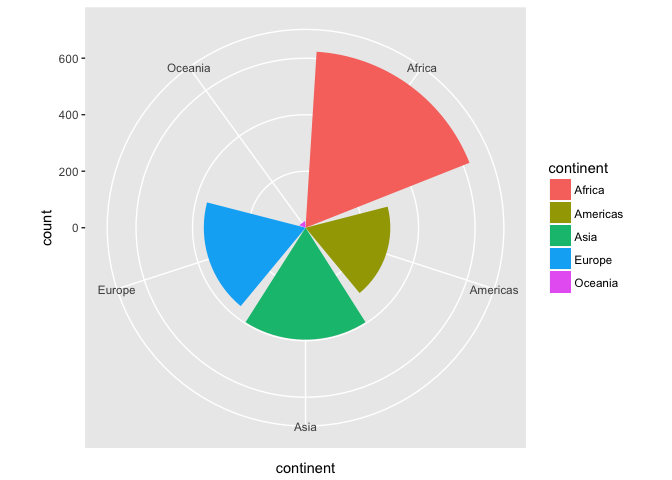 600
400
200
0
count
Oceania
Africa
Europe
Americas
Asia
continent
continent
Africa
Americas
Asia
Europe
Oceania